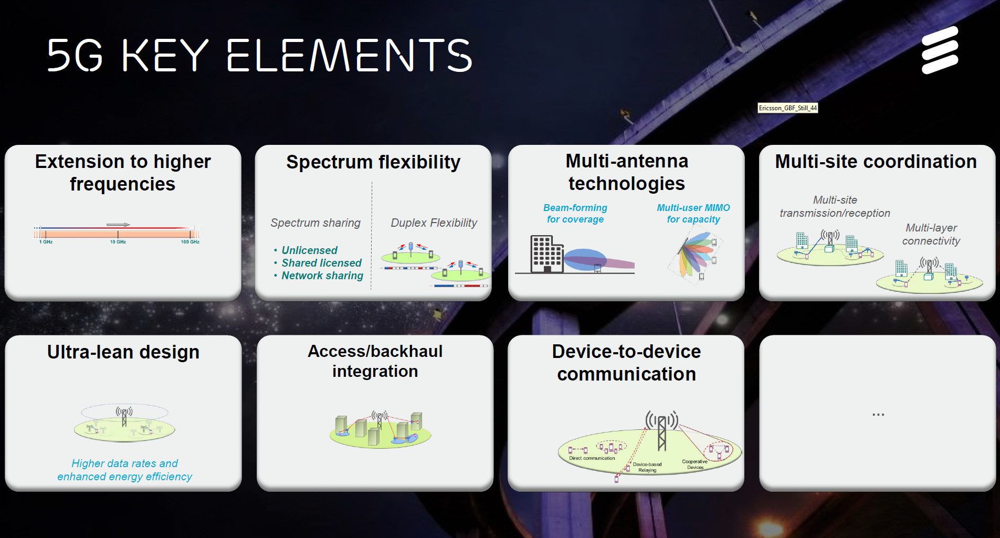 5G KEY ELEMENTS
Ericsson_GBF_Still_44
Extension to higher
frequencies
1 GHz
10 GHz
100 GHz
Spectrum flexibility
Spectrum sharing
• Unlicensed
• Shared licensed
• Network sharing
Duplex Flexibility
Multi-antenna
technologies
Beam-forming
for coverage
Multi-user MIMO
for capacity
Multi-site coordination
Multi-site
transmission/reception
Multi-layer
connectivity
Ultra-lean design
Higher data rates and
enhanced energy efficiency
Access/backhaul
integration
Device-to-device
communication
Direct communication
Device-based
Relaying
Cooperative
Devices
...